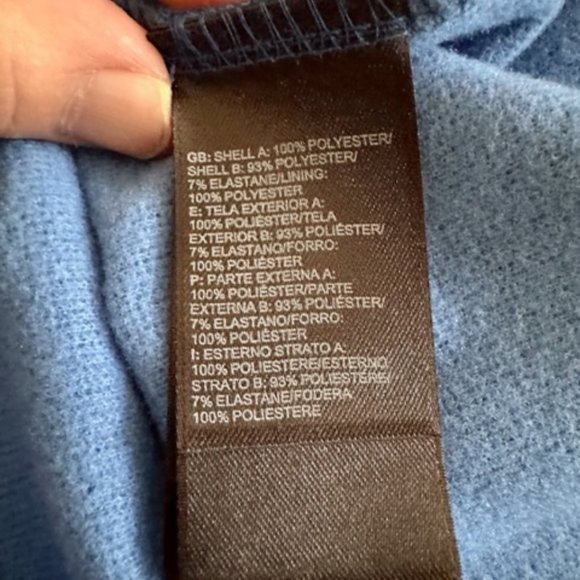 GB: SHELL A: 100% POLYESTER/
SHELL B: 93% POLYESTER/
7% ELASTANE/LINING:
100% POLYESTER
E: TELA EXTERIOR A:
100% POLIÉSTER/TELA
EXTERIOR B: 93% POLIÉSTER/
7% ELASTANO/FORRO:
100% POLIÉSTER
P: PARTE EXTERNA A:
100% POLIÉSTER/PARTE
EXTERNA B: 93% POLIÉSTER/
7% ELASTANO/FORRO:
100% POLIÉSTER
I: ESTERNO STRATO A:
100% POLIESTERE/ESTERNO
STRATO B: 93% POLIESTERE/
7% ELASTANE/FODERA
100% POLIESTERE